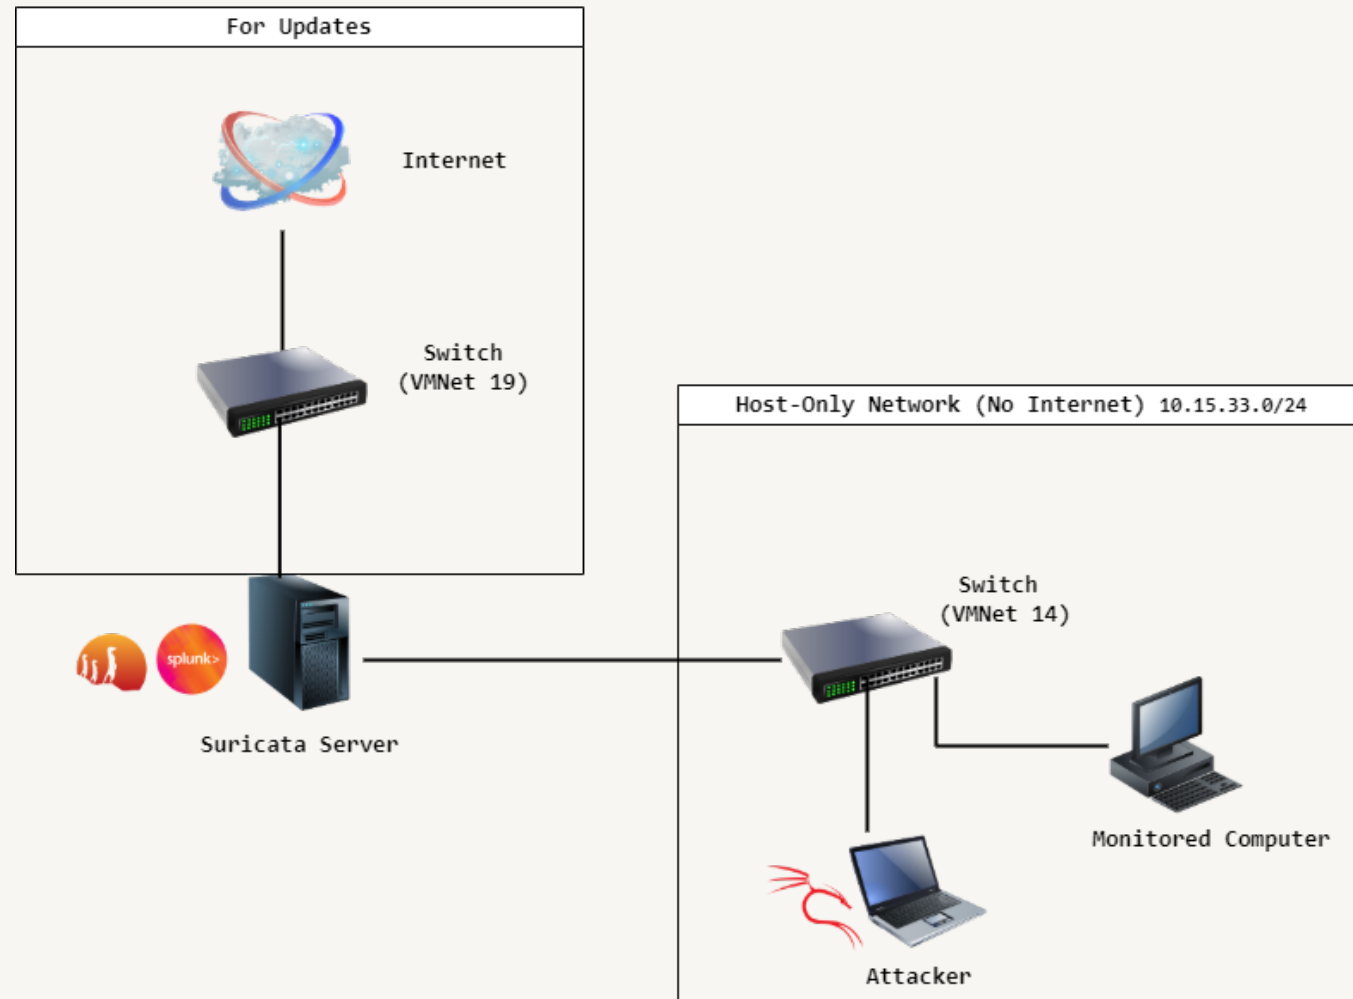 For Updates
Internet
Switch
(VMNet 19)
Host-Only Network (No Internet) 10.15.33.0/24
Switch
(VMNet 14)
splunk>
Suricata Server
Monitored Computer
Attacker